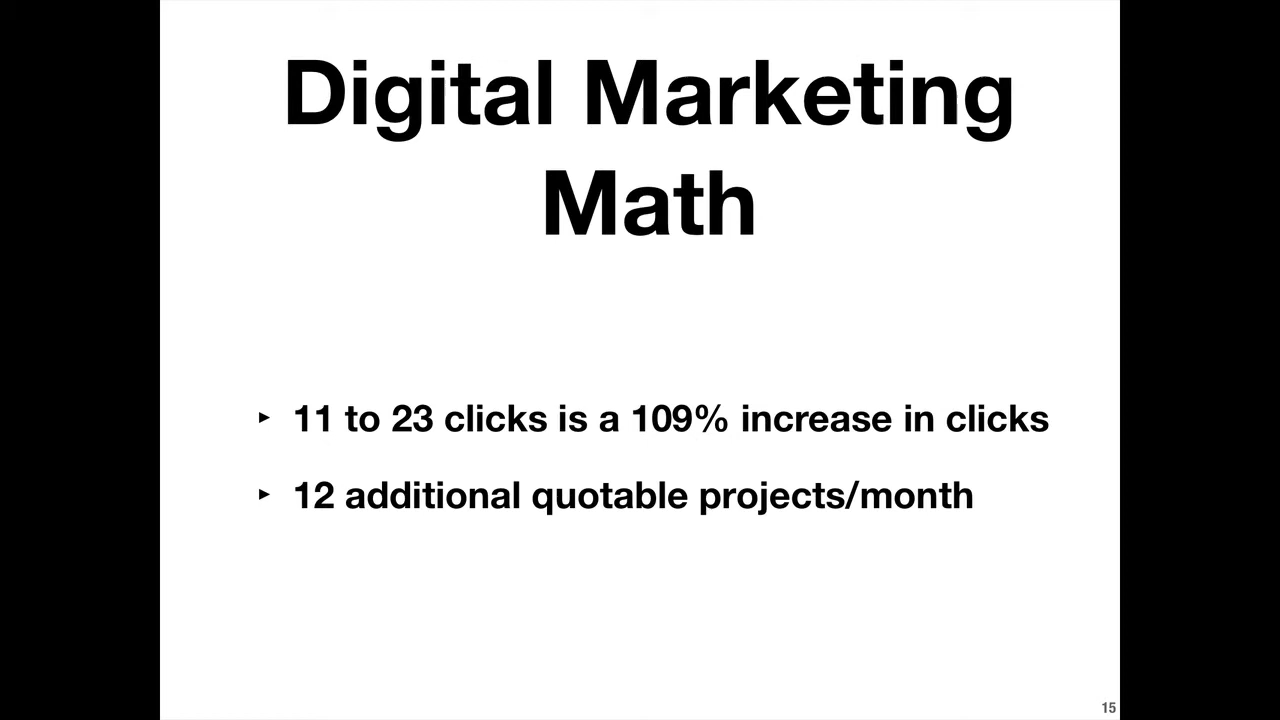 Digital Marketing
Math
‣ 11 to 23 clicks is a 109% increase in clicks
‣ 12 additional quotable projects/month
15